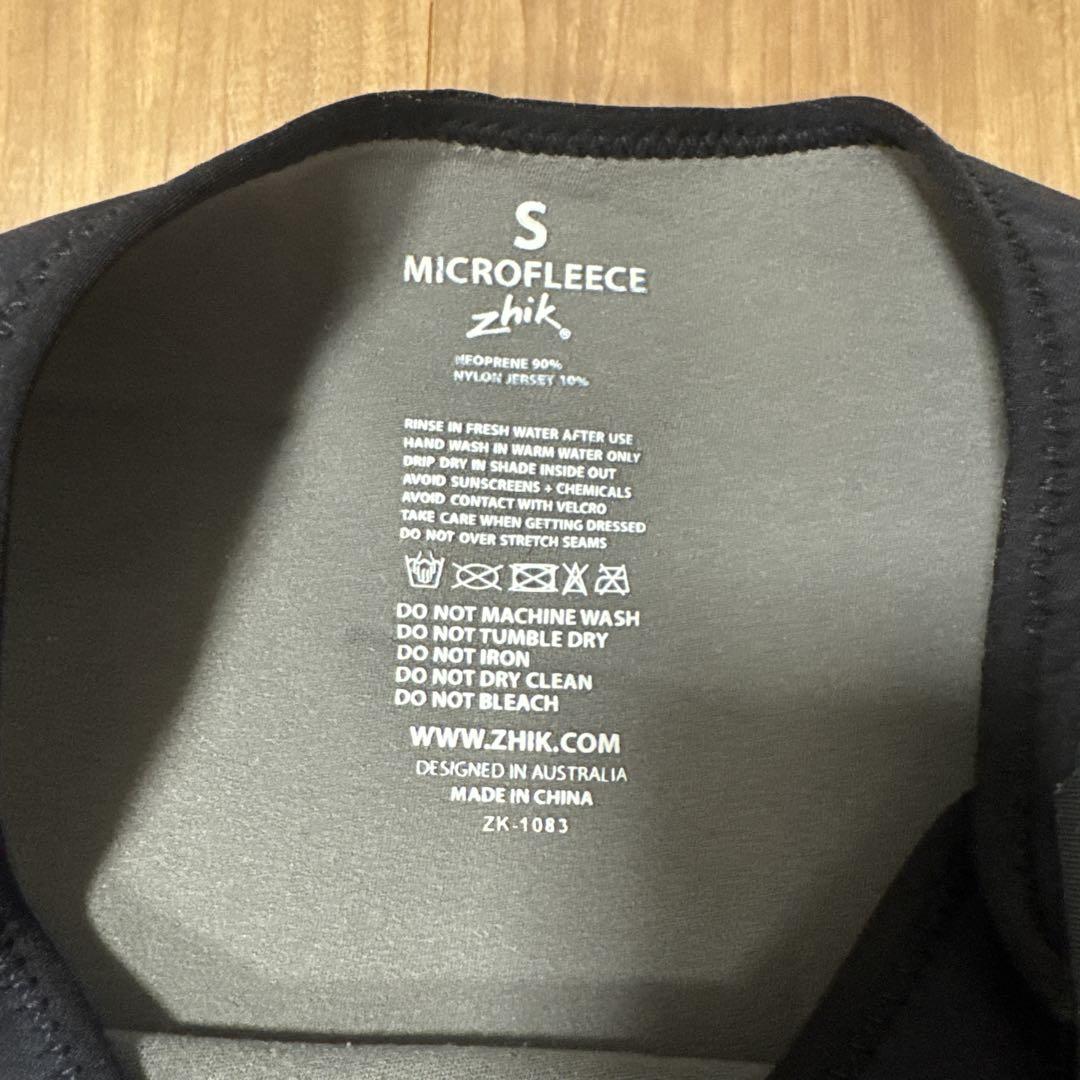 S
MICROFLEECE
zhik®
NEOPRENE 90%
NYLON JERSEY 10%
RINSE IN FRESH WATER AFTER USE
HAND WASH IN WARM WATER ONLY
DRIP DRY IN SHADE INSIDE OUT
AVOID SUNSCREENS + CHEMICALS
AVOID CONTACT WITH VELCRO
TAKE CARE WHEN GETTING DRESSED
DO NOT OVER STRETCH SEAMS
DO NOT MACHINE WASH
DO NOT TUMBLE DRY
DO NOT IRON
DO NOT DRY CLEAN
DO NOT BLEACH
WWW.ZHIK.COM
DESIGNED IN AUSTRALIA
MADE IN CHINA
ZK-1083